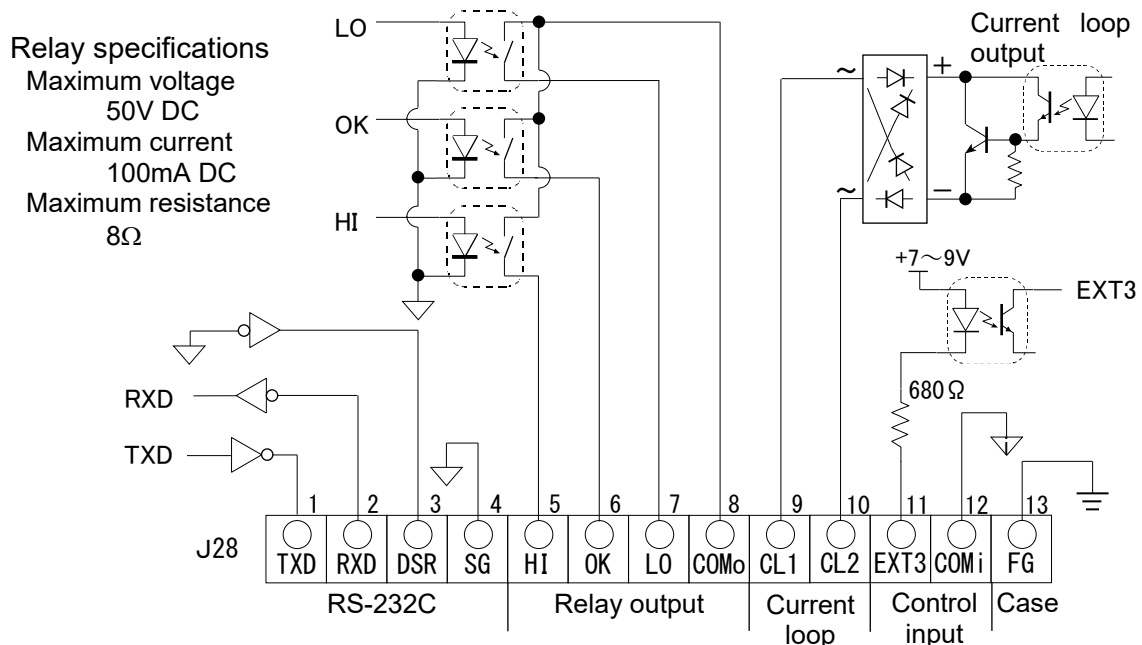 Relay specifications
Maximum voltage
50V DC
Maximum current
100mA DC
Maximum resistance
8Ω
LO
OK
HI
Current loop
output
~
+
~
−
+7～9V
EXT3
680Ω
RXD
TXD
1 2 3 4 5 6 7 8 9 10 11 12 13
i
J28
TXD RXD DSR SG HI OK LO COMo CL1 CL2 EXT3 COMi FG
RS-232C Relay output Current loop Control input Case